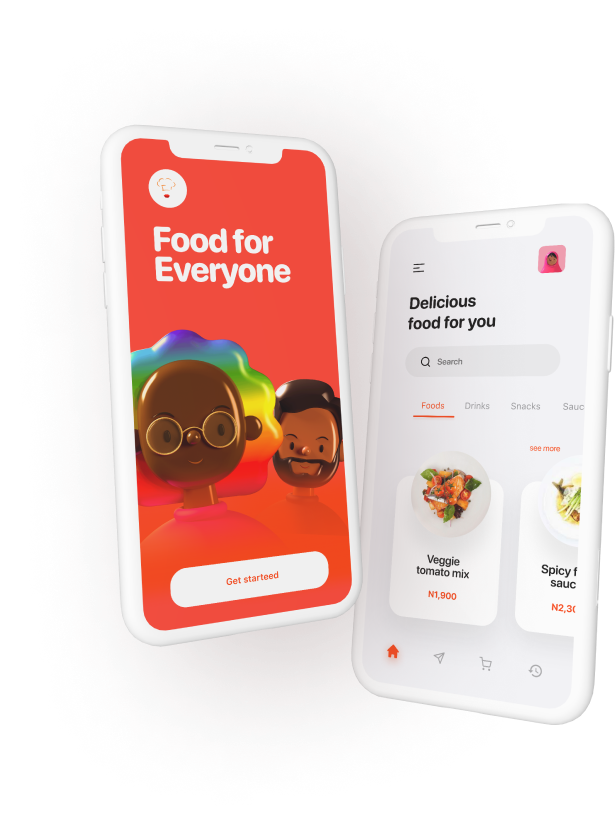 Food for
Everyone
Get starteed
Delicious
food for you
Search
Foods Drinks Snacks Sauc
see more
Veggie
tomato mix
N1,900
Spicy f
sauc
N2,30